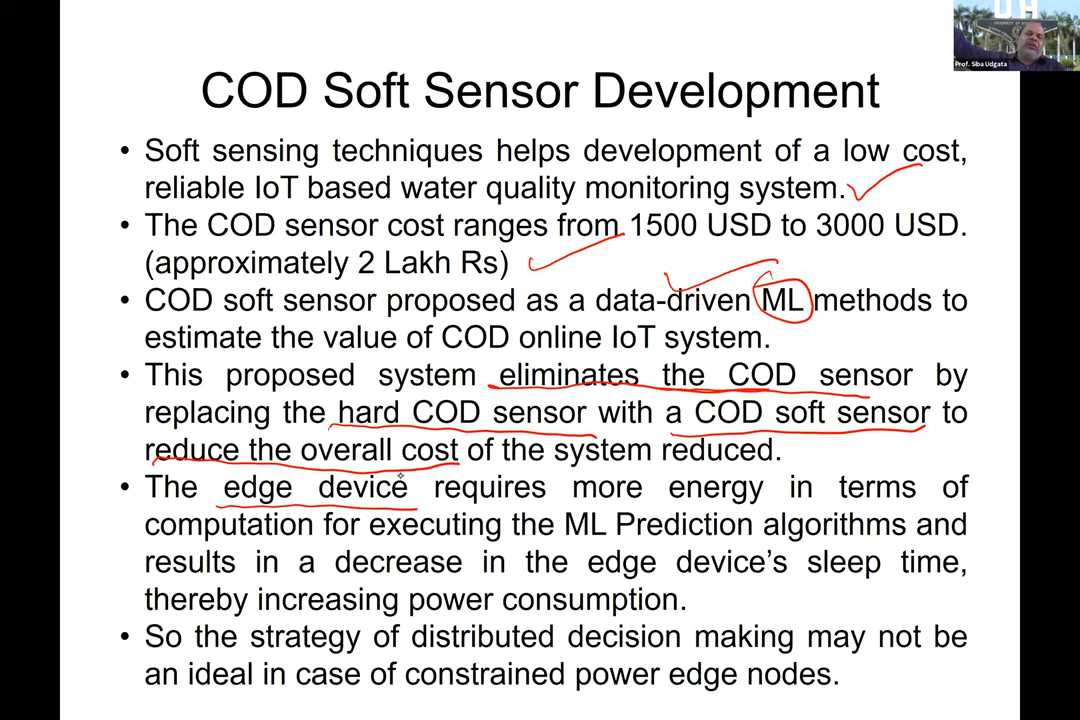 UH
Prof. Siba Udgata
COD Soft Sensor Development
• Soft sensing techniques helps development of a low cost,
reliable IoT based water quality monitoring system.
• The COD sensor cost ranges from 1500 USD to 3000 USD.
(approximately 2 Lakh Rs)
• COD soft sensor proposed as a data-driven ML methods to
estimate the value of COD online IoT system.
• This proposed system eliminates the COD sensor by
replacing the hard COD sensor with a COD soft sensor to
reduce the overall cost of the system reduced.
• The edge device requires more energy in terms of
computation for executing the ML Prediction algorithms and
results in a decrease in the edge device’s sleep time,
thereby increasing power consumption.
• So the strategy of distributed decision making may not be
an ideal in case of constrained power edge nodes.